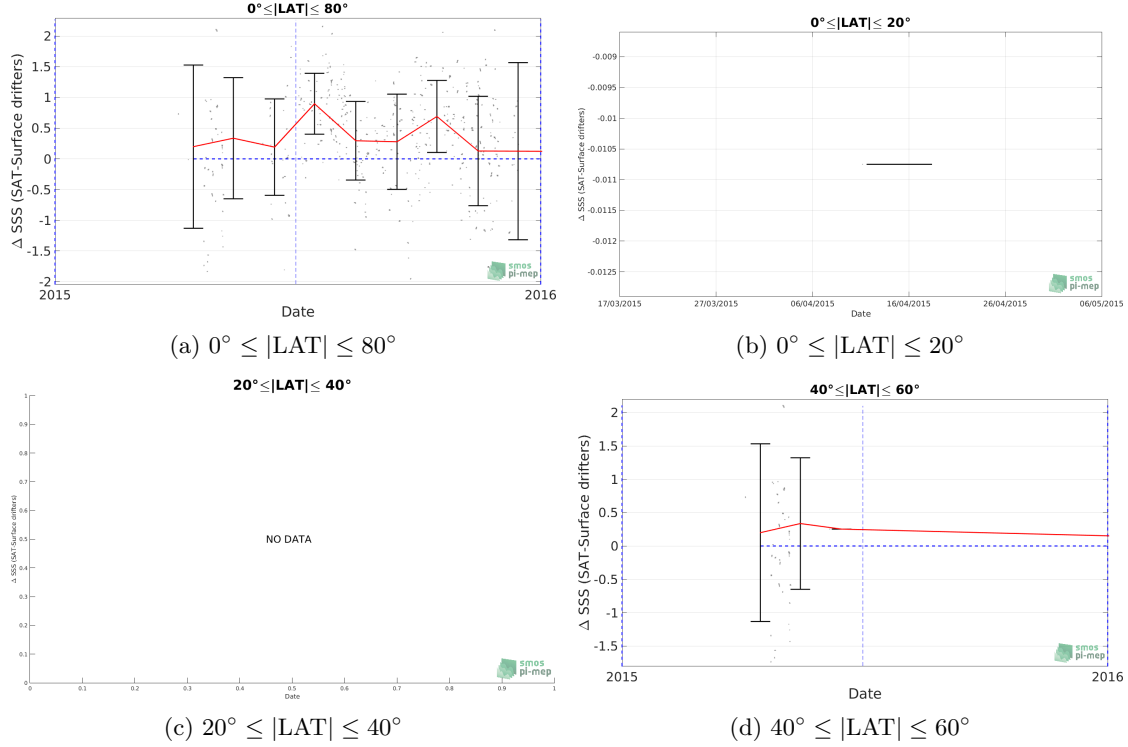 0°≤|LAT|≤ 80°
Δ SSS (SAT-Surface drifters)
2
1.5
1
0.5
0
-0.5
-1
-1.5
-2
smos
pi-mep
2015
2016
Date
(a) 0° ≤ |LAT| ≤ 80°
0°≤|LAT|≤ 20°
Δ SSS (SAT-Surface drifters)
-0.009
-0.0095
-0.01
-0.0105
-0.011
-0.0115
-0.012
-0.0125
smos
pi-mep
17/03/2015
27/03/2015
06/04/2015
16/04/2015
26/04/2015
06/05/2015
Date
(b) 0° ≤ |LAT| ≤ 20°
20°≤|LAT|≤ 40°
Δ SSS (SAT-Surface drifters)
1
0.9
0.8
0.7
0.6
0.5
0.4
0.3
0.2
0.1
0
NO DATA
smos
pi-mep
0
0.1
0.2
0.3
0.4
0.5
0.6
0.7
0.8
0.9
1
Date
(c) 20° ≤ |LAT| ≤ 40°
40°≤|LAT|≤ 60°
Δ SSS (SAT-Surface drifters)
2
1.5
1
0.5
0
-0.5
-1
-1.5
smos
pi-mep
2015
2016
Date
(d) 40° ≤ |LAT| ≤ 60°